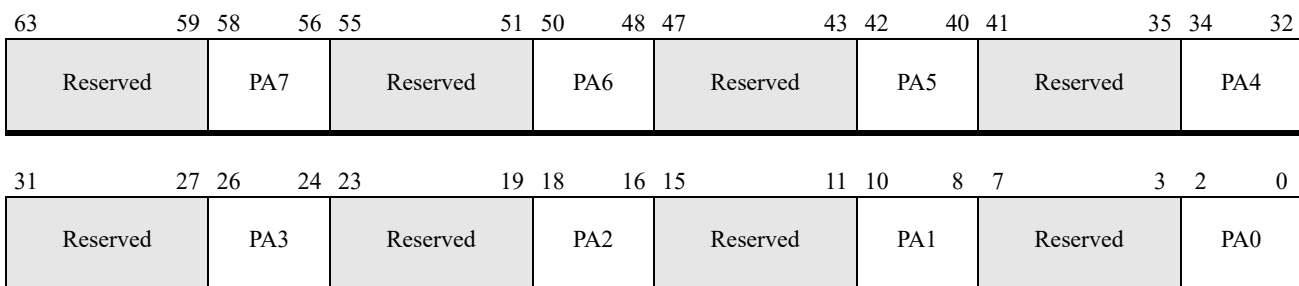 63 59 58 56 55 51 50 48 47 43 42 40 41 35 34 32
Reserved PA7 Reserved PA6 Reserved PA5 Reserved PA4
31 27 26 24 23 19 18 16 15 11 10 8 7 3 2 0
Reserved PA3 Reserved PA2 Reserved PA1 Reserved PA0